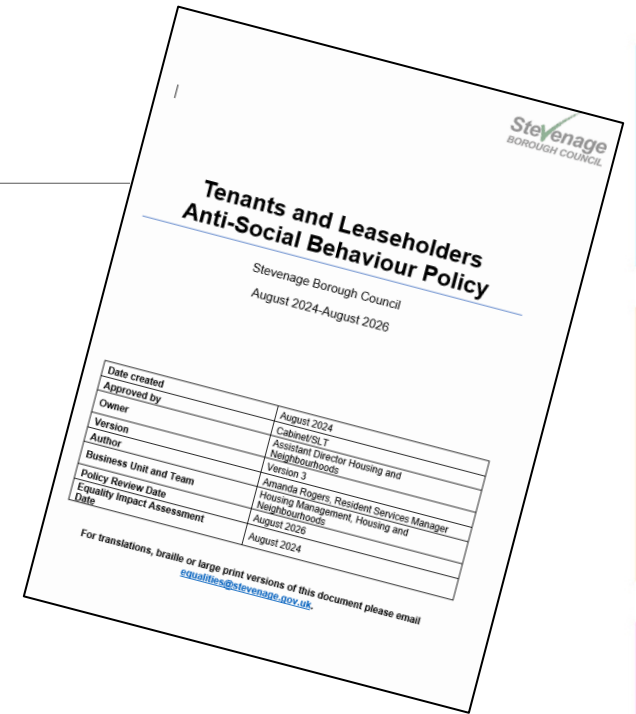 Stevenage
BOROUGH COUNCIL
Tenants and Leaseholders
Anti-Social Behaviour Policy
Stevenage Borough Council
August 2024-August 2026
Date created August 2024
Approved by Cabinet/SLT
Owner Assistant Director Housing and
Neighbourhoods
Version Version 3
Author Amanda Rogers, Resident Services Manager
Business Unit and Team Housing Management, Housing and
Neighbourhoods
Policy Review Date August 2026
Equality Impact Assessment August 2024
Date
For translations, braille or large print versions of this document please email
equalities@stevenage.gov.uk.